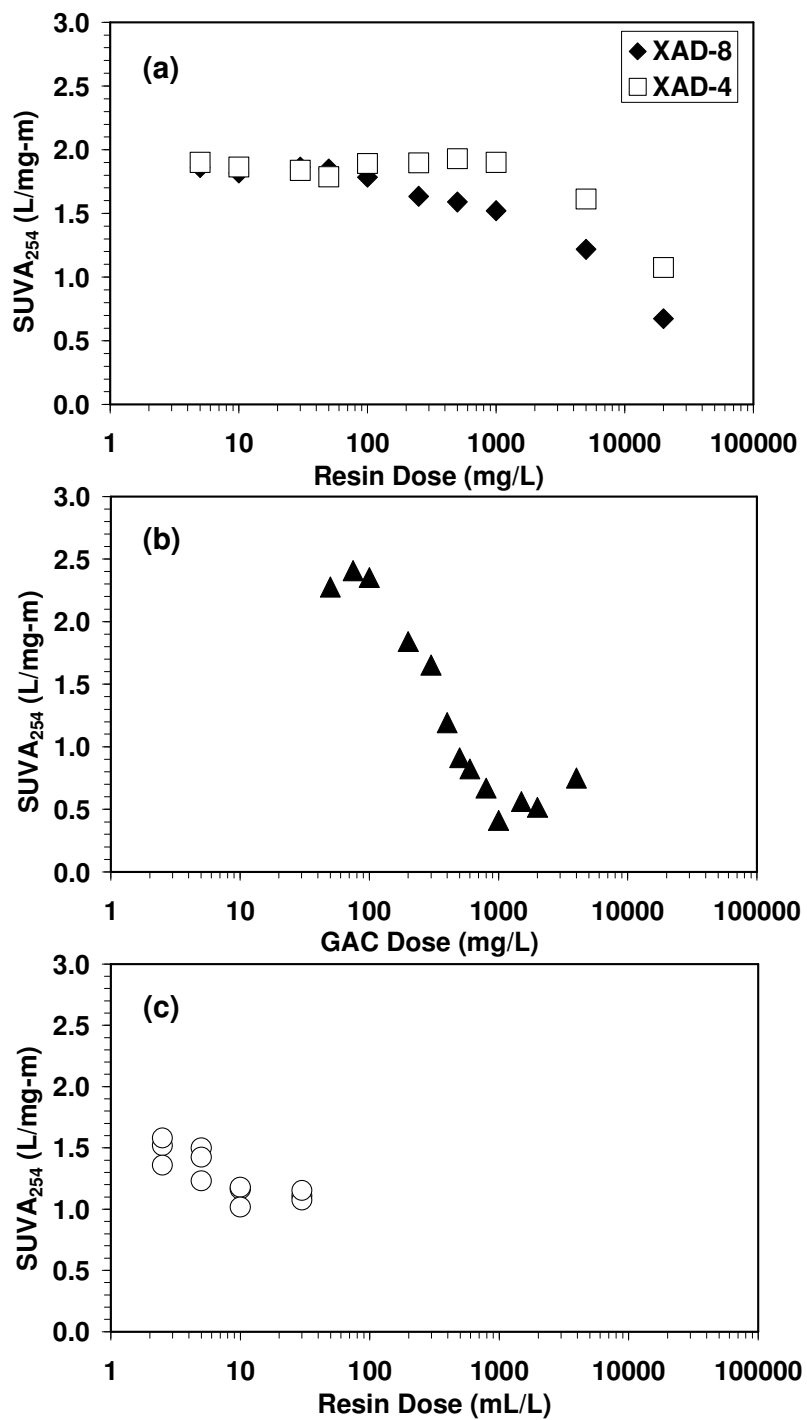 3.0
(a)
XAD-8
XAD-4
2.5
2.0
1.5
1.0
0.5
0.0
SUVA254 (L/mg-m)
1 10 100 1000 10000 100000
Resin Dose (mg/L)
3.0
(b)
2.5
2.0
1.5
1.0
0.5
0.0
SUVA254 (L/mg-m)
1 10 100 1000 10000 100000
GAC Dose (mg/L)
3.0
(c)
2.5
2.0
1.5
1.0
0.5
0.0
SUVA254 (L/mg-m)
1 10 100 1000 10000 100000
Resin Dose (mL/L)